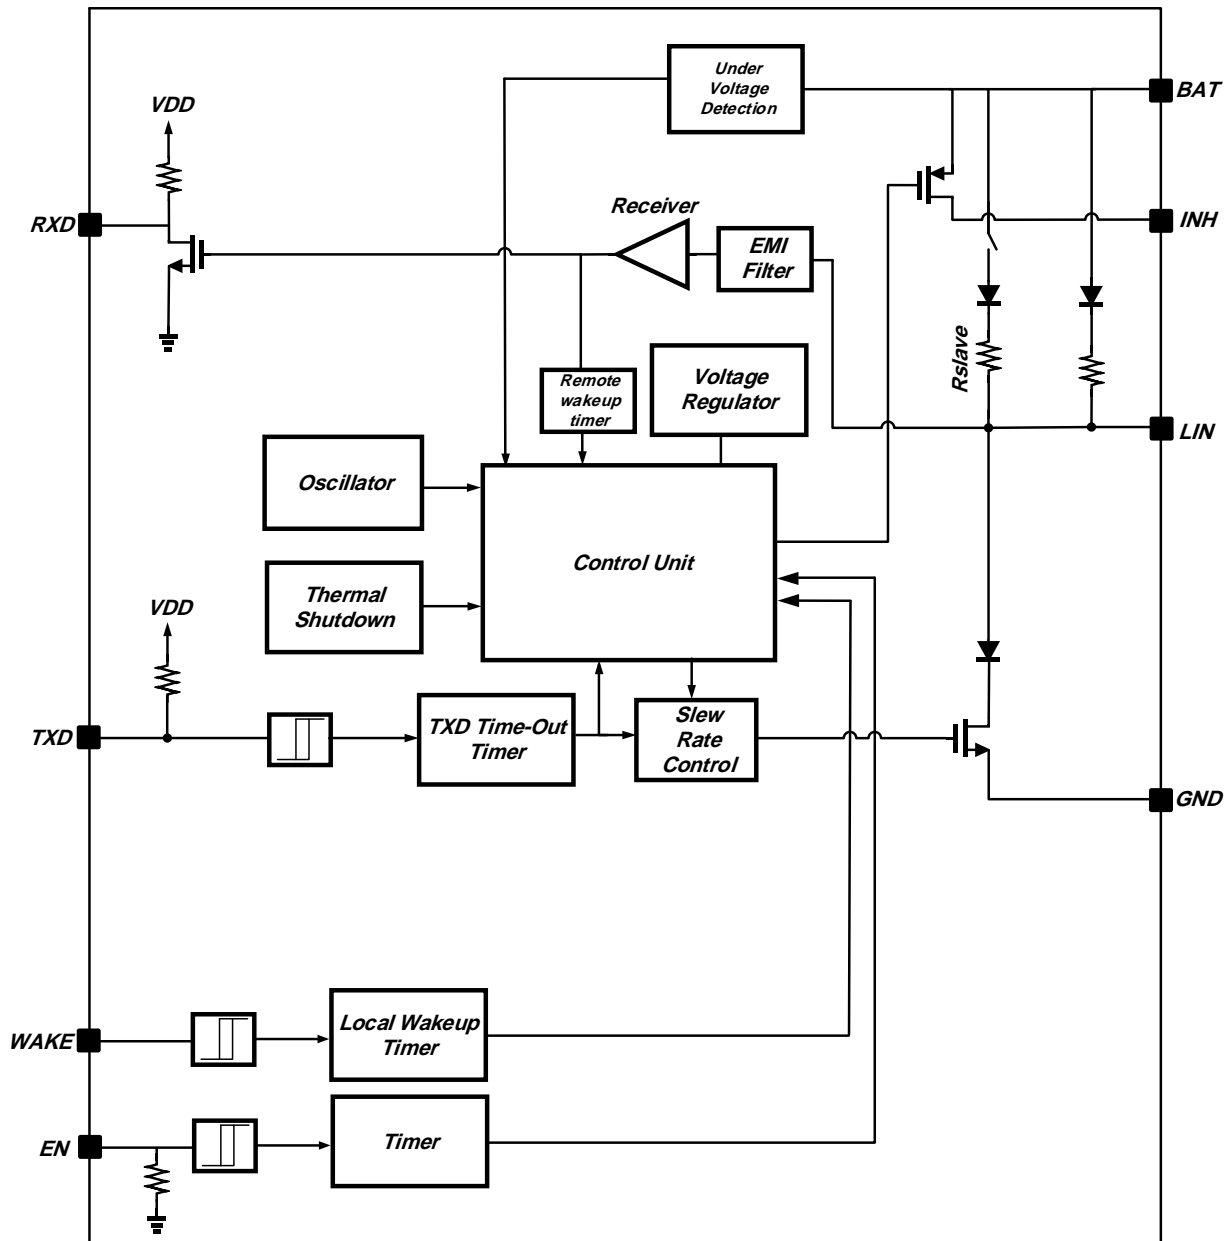 Under
Voltage
Detection
BAT
VDD
Receiver
RXD
EMI
Filter
INH
Rslave
Remote
wakeup
timer
Voltage
Regulator
LIN
Oscillator
Control Unit
Thermal
Shutdown
VDD
TXD
TXD Time-Out
Timer
Slew
Rate
Control
GND
WAKE
Local Wakeup
Timer
EN
Timer